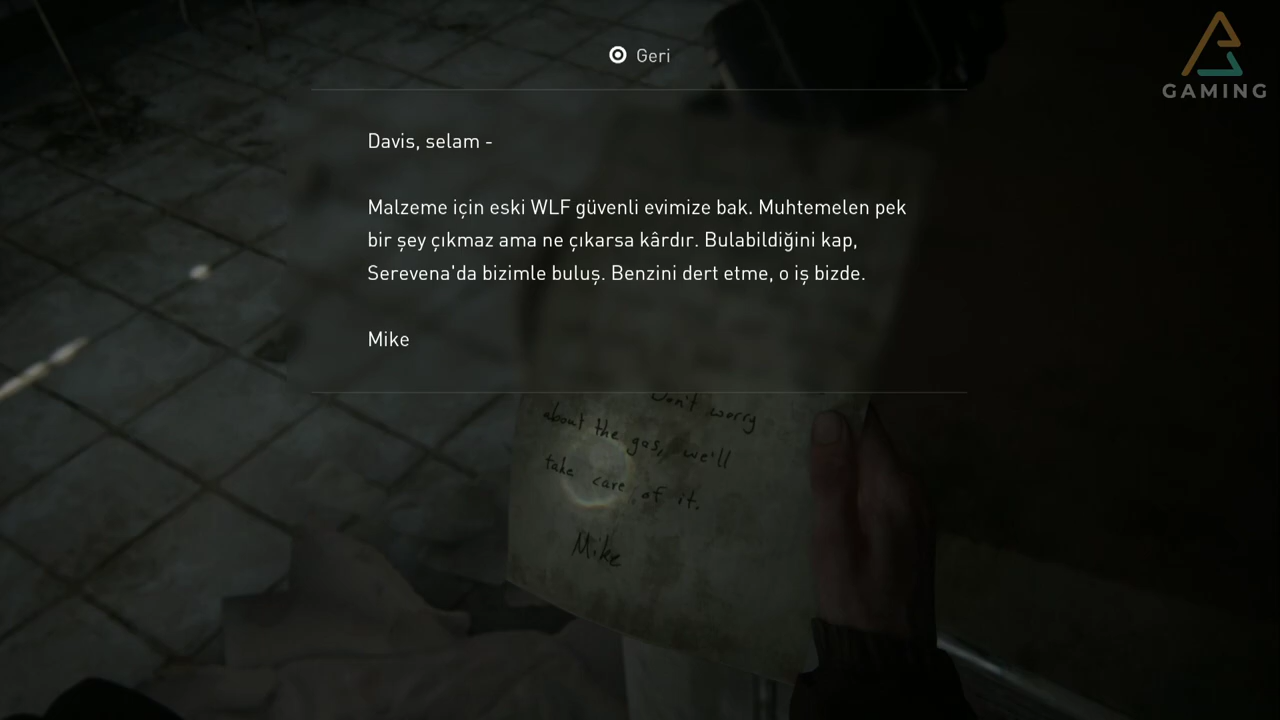 Geri
GAMING
Davis, selam -
Malzeme için eski WLF güvenli evimize bak. Muhtemelen pek
bir şey çıkmaz ama ne çıkarsa kârdır. Bulabildiğini kap,
Serevena'da bizimle buluş. Benzini dert etme, o iş bizde.
Mike
Don't worry
about the gas, we'll
take care of it.
Mike